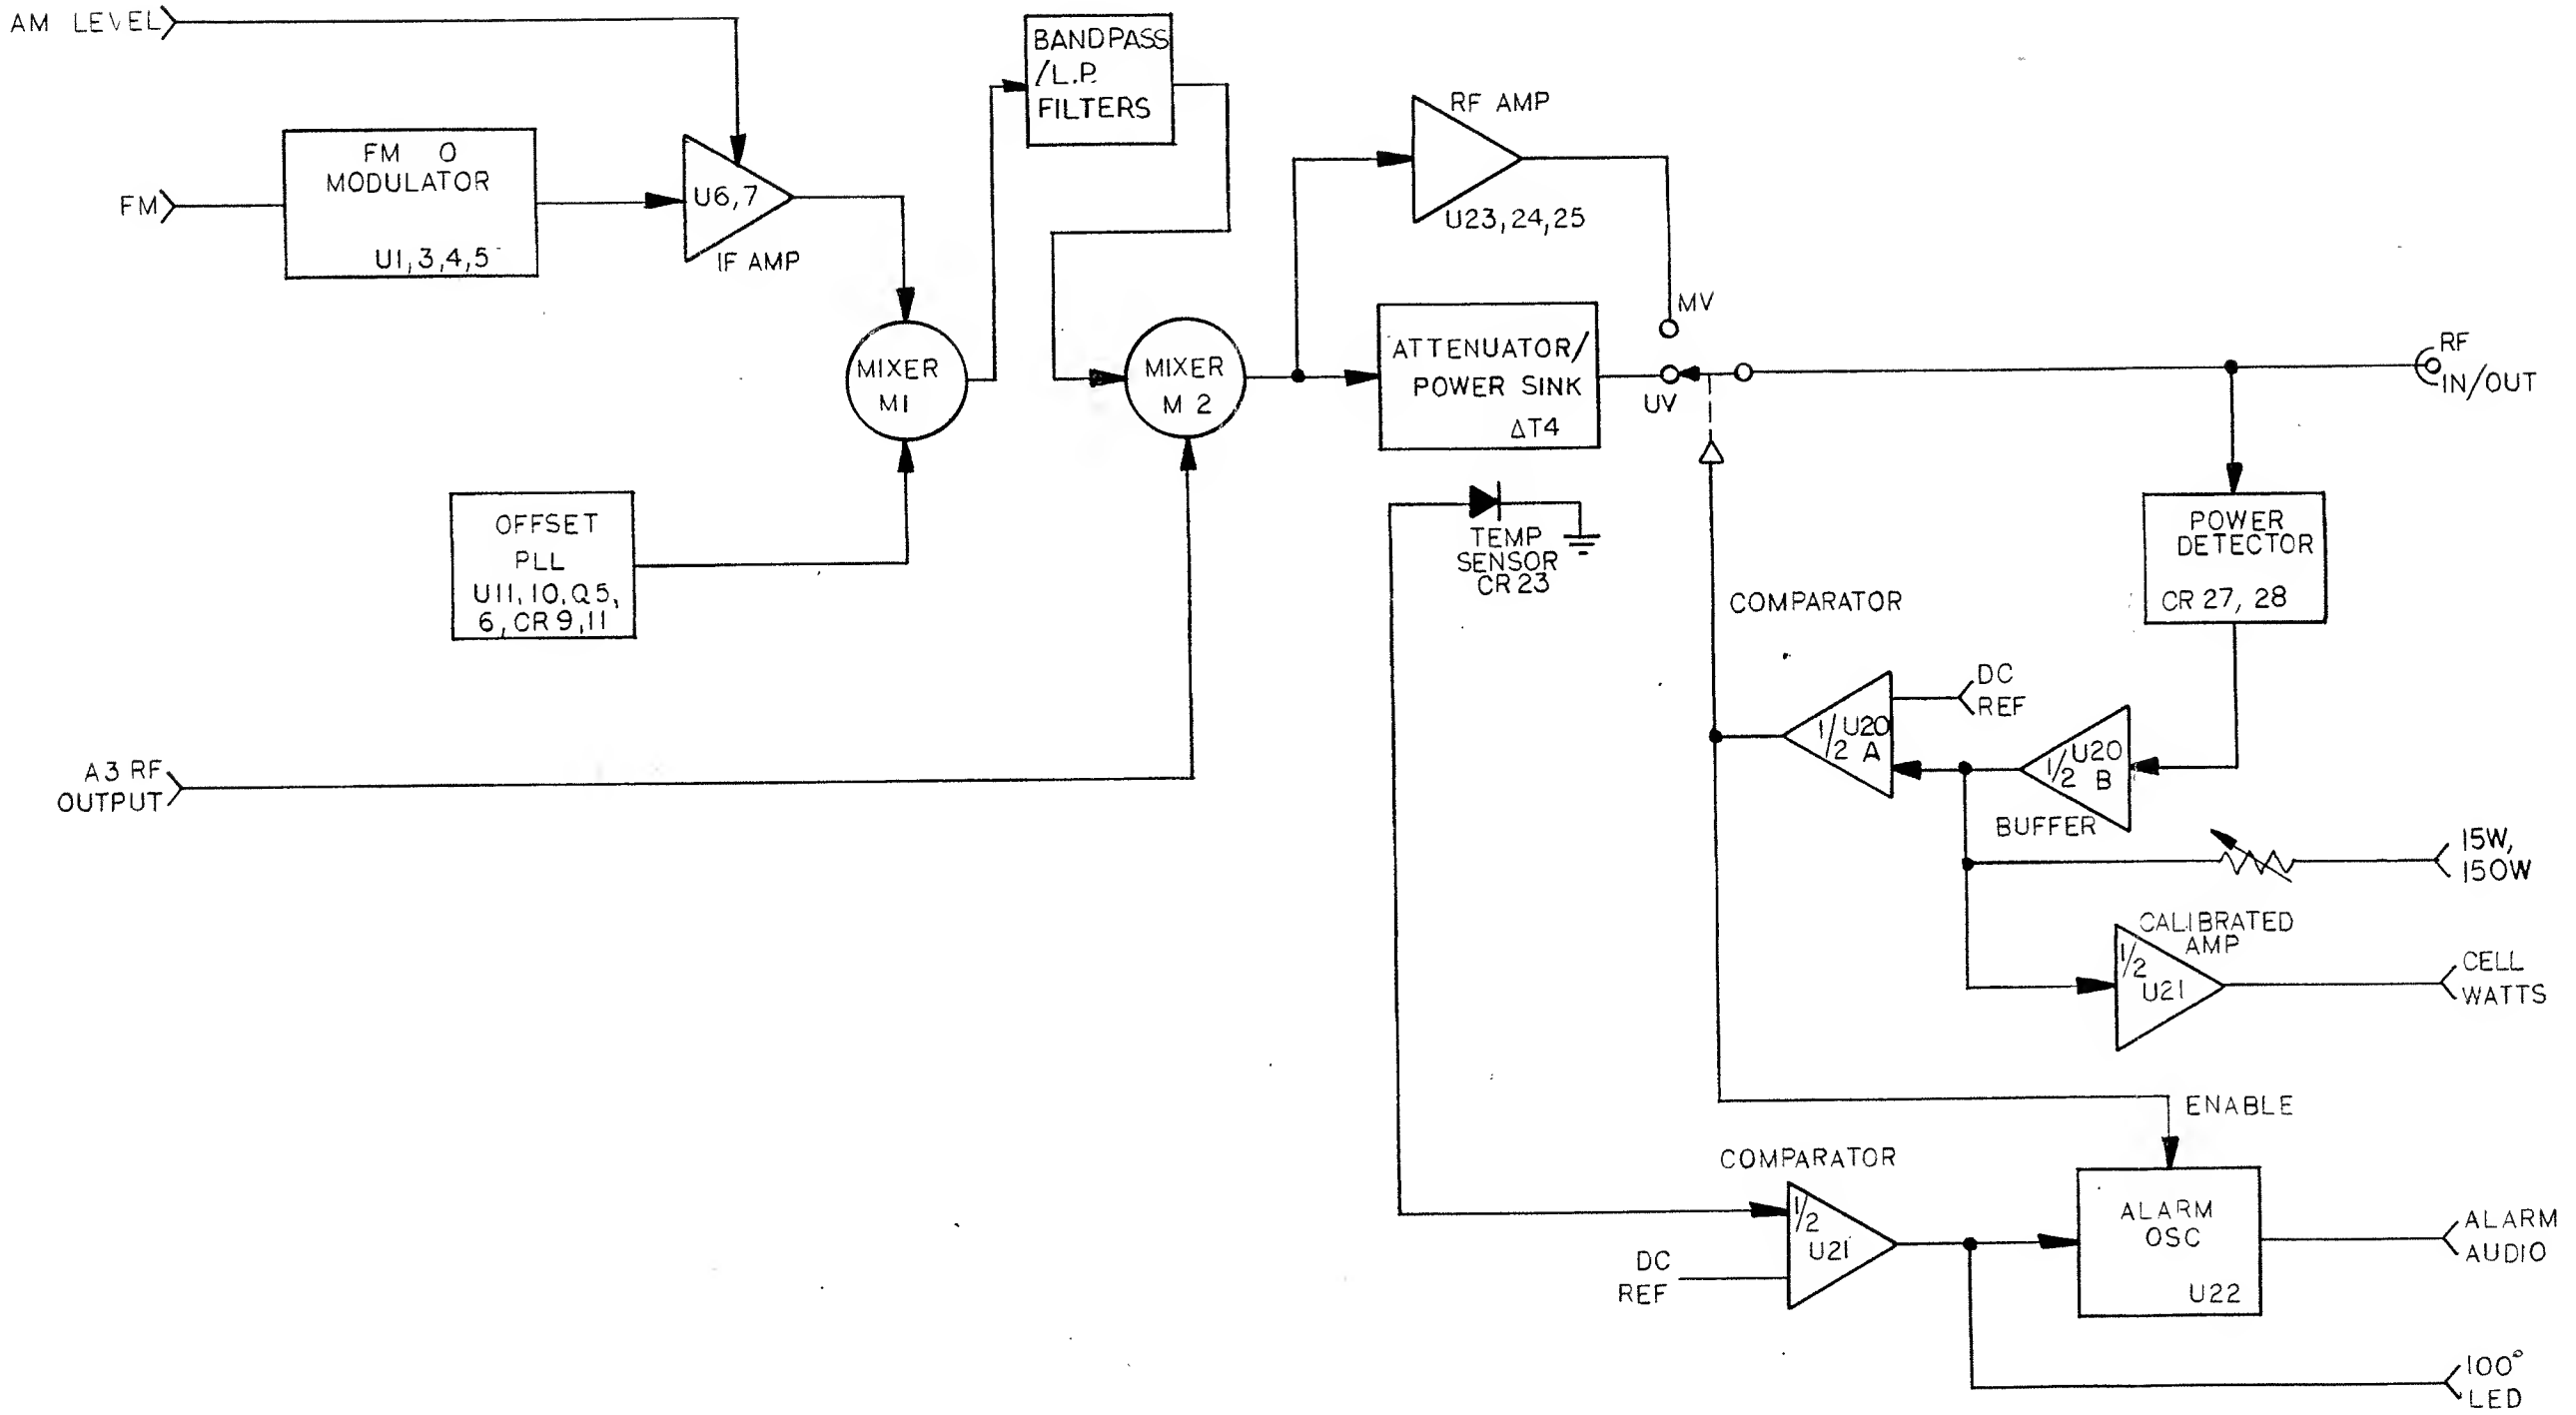 AM LEVEL
FM
FM O
MODULATOR
U1,3,4,5
U6,7
IF AMP
BANDPASS
/L.P.
FILTERS
MIXER
M1
MIXER
M 2
OFFSET
PLL
U11,10,Q5,
6,CR9,11
A3 RF
OUTPUT
RF AMP
U23,24,25
ATTENUATOR/
POWER SINK
ΔT4
MV
UV
RF
IN/OUT
TEMP
SENSOR
CR23
POWER
DETECTOR
CR 27, 28
COMPARATOR
1/2 U20
A
DC
REF
1/2 U20
B
BUFFER
15W,
150W
CALIBRATED
AMP
1/2
U21
CELL
WATTS
ENABLE
COMPARATOR
1/2
U21
DC
REF
ALARM
OSC
U22
ALARM
AUDIO
100°
LED